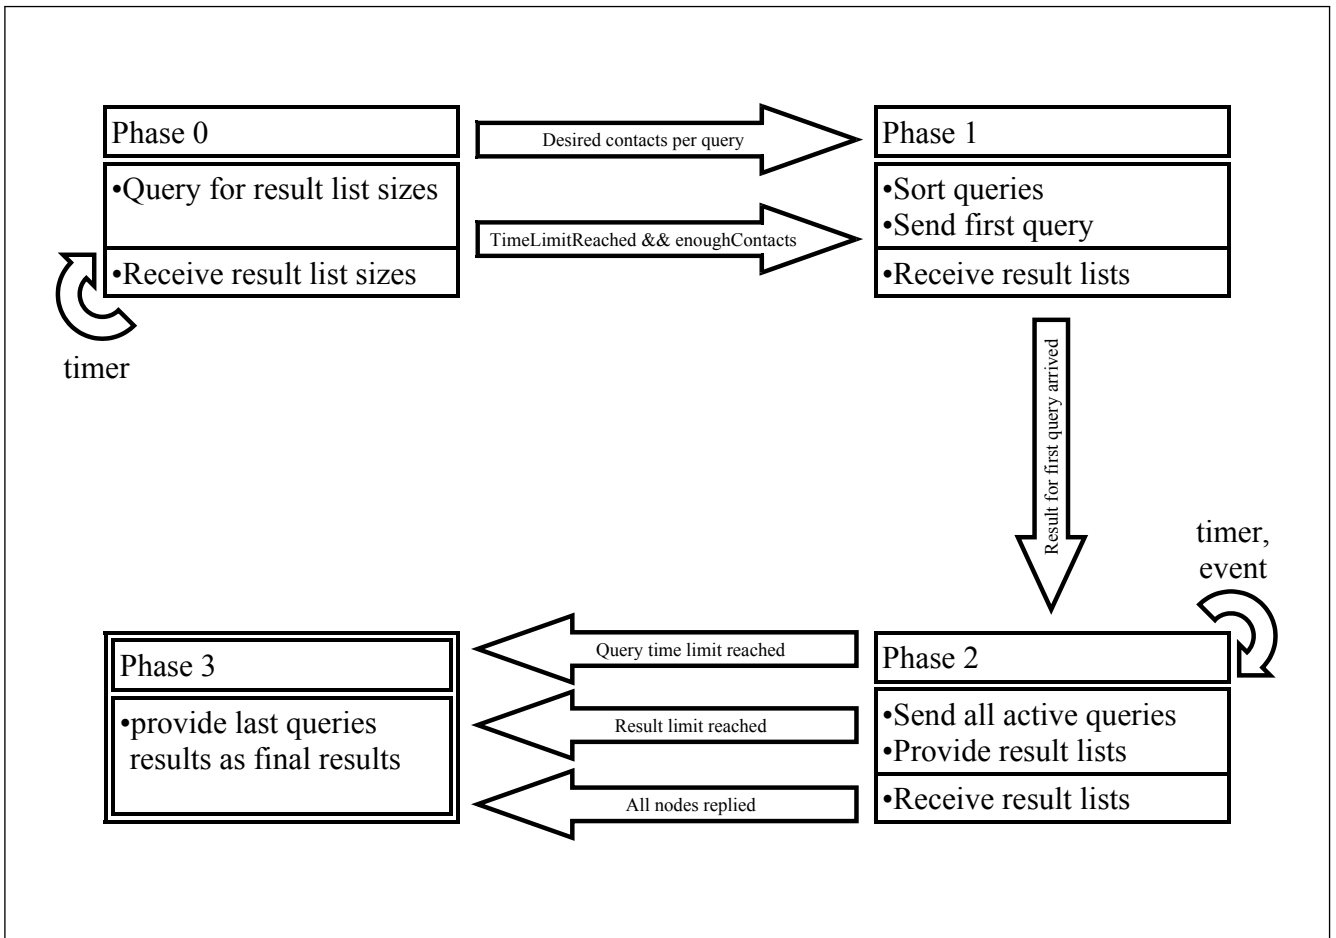 Phase 0
•Query for result list sizes
•Receive result list sizes
timer
Desired contacts per query
TimeLimitReached && enoughContacts
Phase 1
•Sort queries
•Send first query
•Receive result lists
Result for first query arrived
timer,
event
Phase 2
•Send all active queries
•Provide result lists
•Receive result lists
Query time limit reached
Result limit reached
All nodes replied
Phase 3
•provide last queries
results as final results